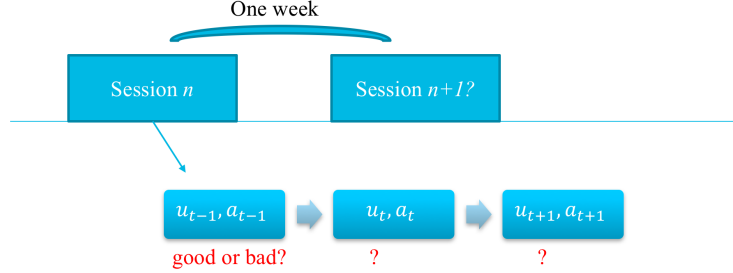 One week
Session n
Session n+1?
u_{t-1}, a_{t-1}
u_t, a_t
u_{t+1}, a_{t+1}
good or bad?
?
?